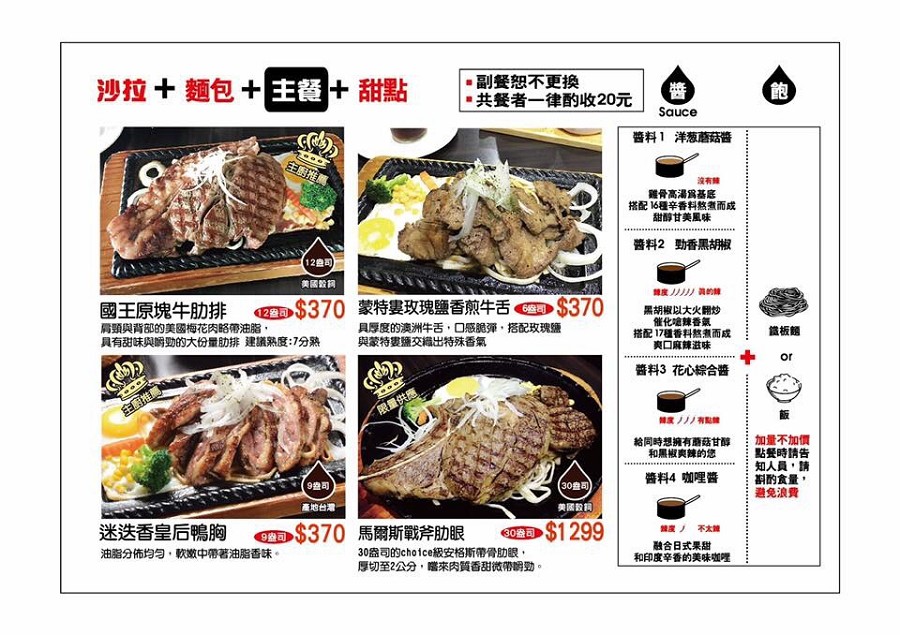 沙拉+麵包+主餐+甜點
▪副餐恕不更換
▪共餐者一律酌收20元
醬
Sauce
飽
主廚推薦
12盎司
美國穀飼
國王原塊牛肋排 12盎司 $370
肩頸與背部的美國梅花肉略帶油脂,
具有甜味與嚼勁的大份量肋排 建議熟度:7分熟
蒙特婁玫瑰鹽香煎牛舌 6盎司 $370
具厚度的澳洲牛舌,口感脆彈,搭配玫瑰鹽
與蒙特婁鹽交織出特殊香氣
主廚推薦
9盎司
產地台灣
迷迭香皇后鴨胸 9盎司 $370
油脂分佈均勻,軟嫩中帶著油脂香味。
限量供應
30盎司
美國穀飼
馬爾斯戰斧肋眼 30盎司 $1299
30盎司的choice級安格斯帶骨肋眼,
厚切至2公分,嚐來肉質香甜微帶嚼勁。
醬料1 洋葱蘑菇醬
沒有辣
雞骨高湯爲基底
搭配16種辛香料熬煮而成
甜醇甘美風味
醬料2 勁香黑胡椒
辣度 ノノノノノ 真的辣
黑胡椒以大火翻炒
催化嗆辣香氣
搭配17種香料熬煮而成
爽口麻辣滋味
醬料3 花心綜合醬
辣度 ノノノ 有點辣
給同時想擁有蘑菇甘醇
和黑椒爽辣的您
醬料4 咖哩醬
辣度 ノ 不太辣
融合日式果甜
和印度辛香的美味咖哩
+
鐵板麵
or
飯
加量不加價
點餐時請告
知人員,請
斟酌食量,
避免浪費